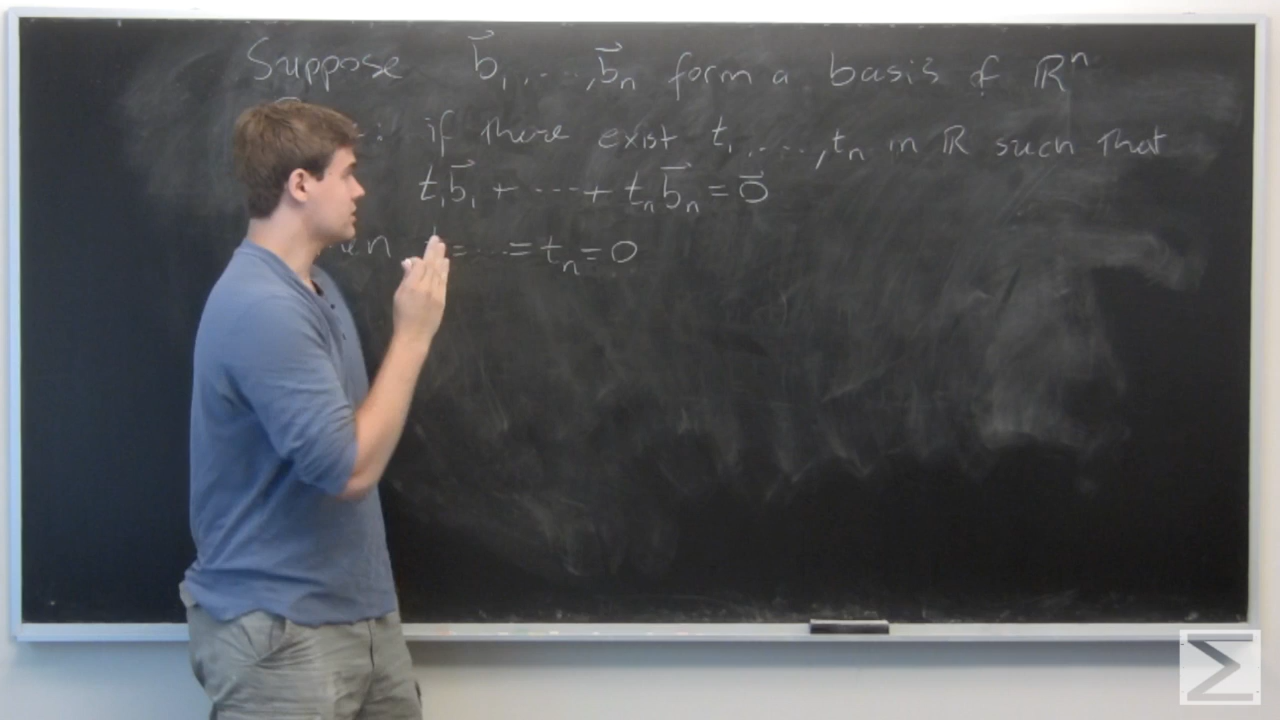 Suppose b⃗₁, ..., b⃗ₙ form a basis of ℝⁿ
: if there exist t₁, ..., tₙ in ℝ such that
t₁b⃗₁ + ... + tₙb⃗ₙ = 0⃗
= ... = tₙ = 0
Σ